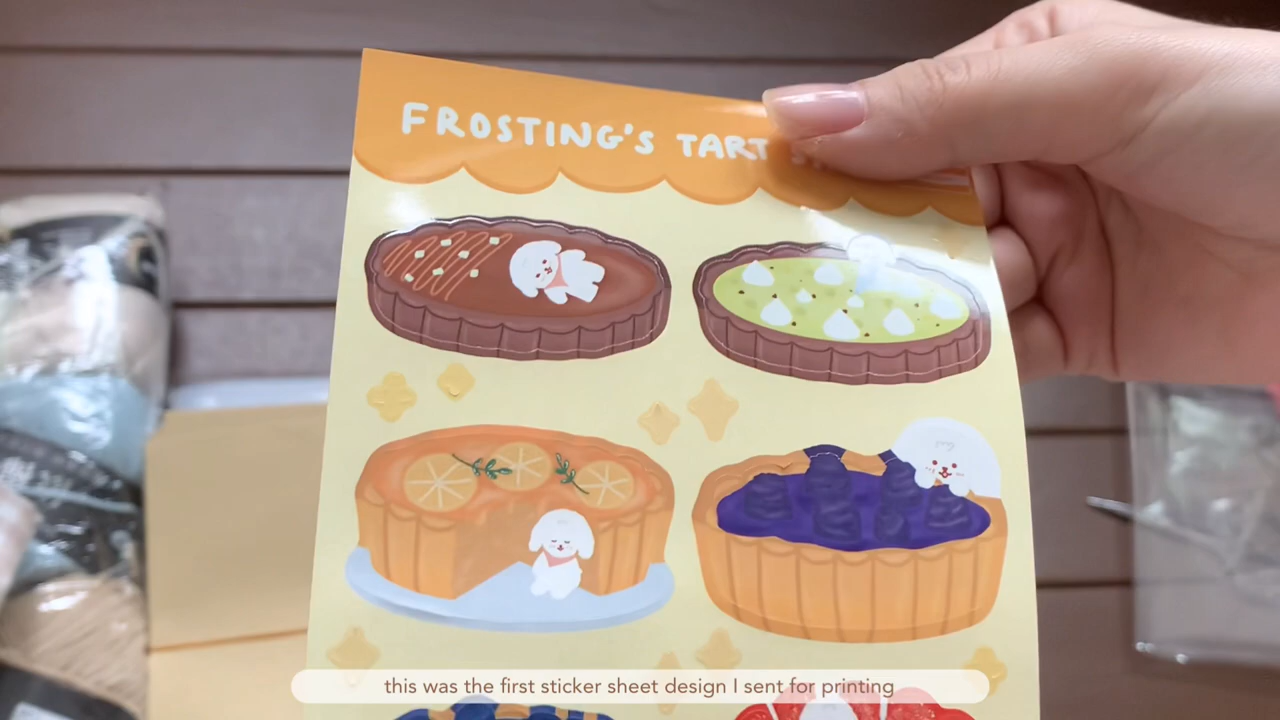 FROSTING'S TART
this was the first sticker sheet design I sent for printing